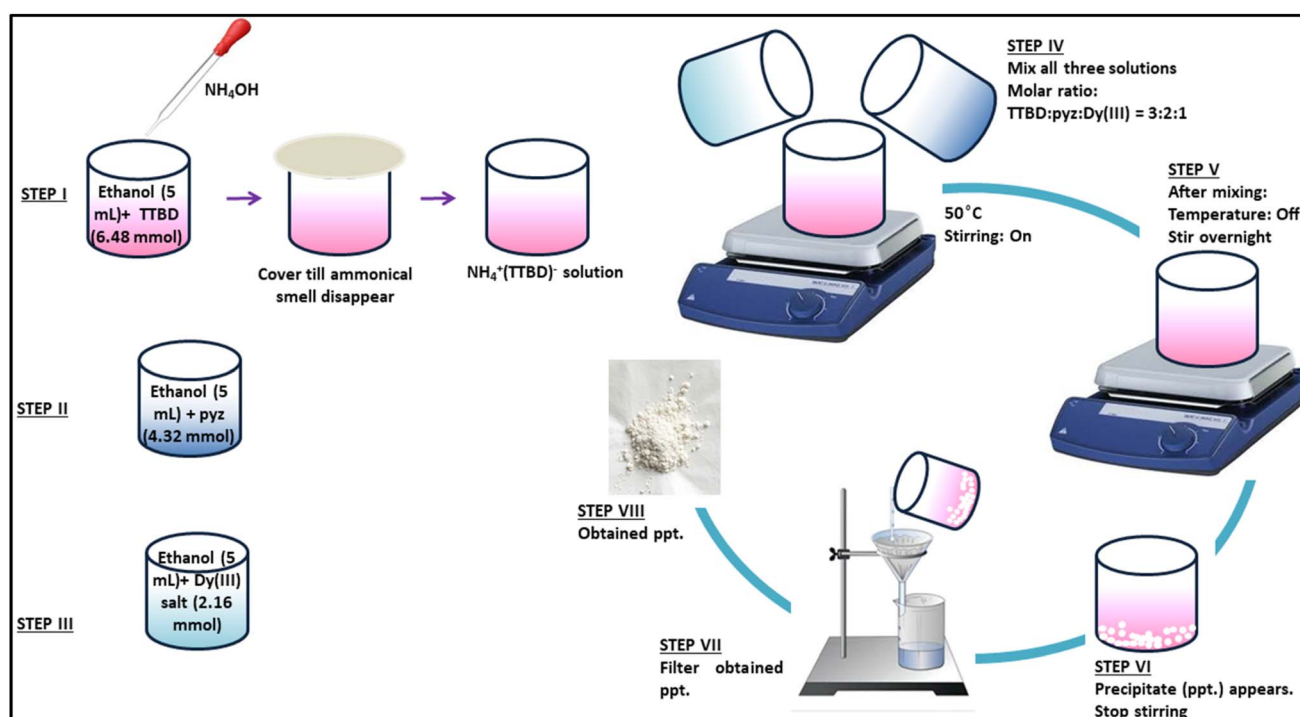 NH₄OH
STEP I
Ethanol (5
mL)+ TTBD
(6.48 mmol)
Cover till ammonical
smell disappear
NH₄⁺(TTBD)⁻ solution
STEP II
Ethanol (5
mL) + pyz
(4.32 mmol)
STEP III
Ethanol (5
mL)+ Dy(III)
salt (2.16
mmol)
STEP IV
Mix all three solutions
Molar ratio:
TTBD:pyz:Dy(III) = 3:2:1
50°C
Stirring: On
STEP V
After mixing:
Temperature: Off
Stir overnight
STEP VI
Precipitate (ppt.) appears.
Stop stirring
STEP VII
Filter obtained
ppt.
STEP VIII
Obtained ppt.